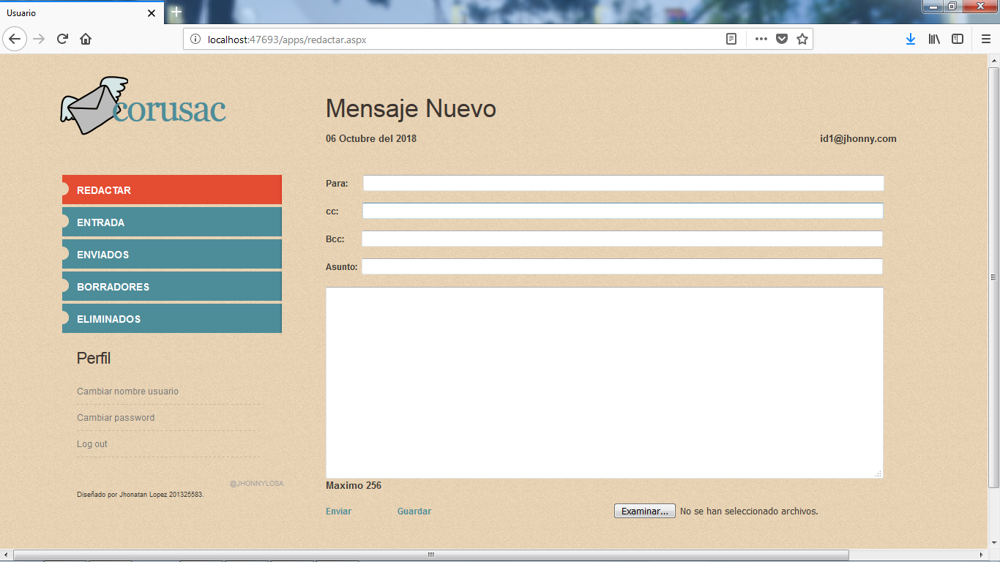 Usuario
localhost:47693/apps/redactar.aspx
corusac
Mensaje Nuevo
06 Octubre del 2018
id1@jhonny.com
REDACTAR
ENTRADA
ENVIADOS
BORRADORES
ELIMINADOS
Perfil
Cambiar nombre usuario
Cambiar password
Log out
@JHONNYLOSA.
Diseñado por Jhonatan Lopez 201325583.
Para:
cc:
Bcc:
Asunto:
Maximo 256
Enviar
Guardar
Examinar...
No se han seleccionado archivos.